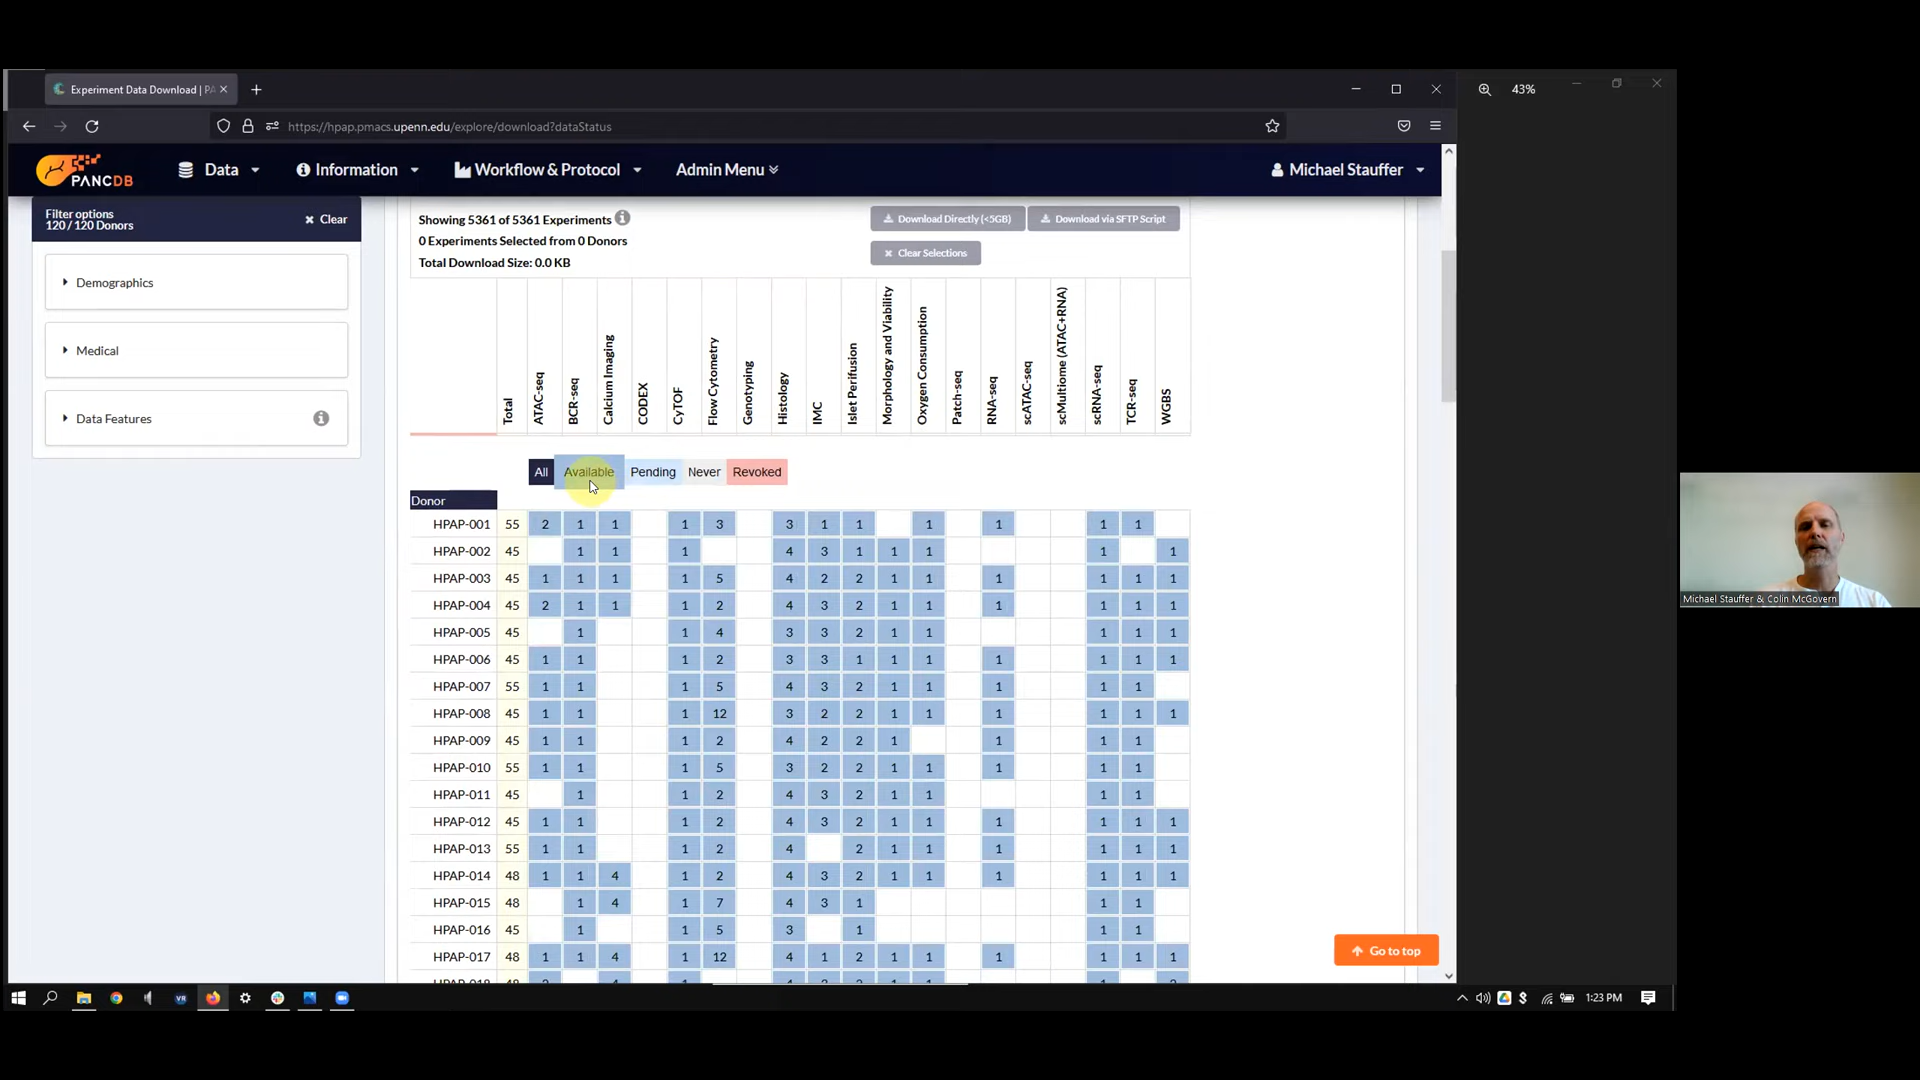 Experiment Data Download | PA
43%
https://hpap.pmacs.upenn.edu/explore/download?dataStatus
PANCDB
Data
Information
Workflow & Protocol
Admin Menu
Michael Stauffer
Filter options
120 / 120 Donors
Clear
Demographics
Medical
Data Features
Showing 5361 of 5361 Experiments
0 Experiments Selected from 0 Donors
Total Download Size: 0.0 KB
Download Directly (<5GB)
Download via SFTP Script
Clear Selections
Total ATAC-seq BCR-seq Calcium Imaging CODEX CyTOF Flow Cytometry Genotyping Histology IMC Islet Perifusion Morphology and Viability Oxygen Consumption Patch-seq RNA-seq scATAC-seq scMultiome (ATAC+RNA) scRNA-seq TCR-seq WGBS
All Available Pending Never Revoked
Donor
HPAP-001 55 2 1 1 1 3 3 1 1 1 1 1 1
HPAP-002 45 1 1 1 4 3 1 1 1 1 1
HPAP-003 45 1 1 1 1 5 4 2 2 1 1 1 1 1 1
HPAP-004 45 2 1 1 1 2 4 3 2 1 1 1 1 1 1
HPAP-005 45 1 1 4 3 3 2 1 1 1 1 1
HPAP-006 45 1 1 1 2 3 3 1 1 1 1 1 1 1
HPAP-007 55 1 1 1 5 4 3 2 1 1 1 1 1
HPAP-008 45 1 1 1 12 3 2 2 1 1 1 1 1 1
HPAP-009 45 1 1 1 2 4 2 2 1 1 1 1
HPAP-010 55 1 1 1 5 3 2 2 1 1 1 1 1
HPAP-011 45 1 1 2 4 3 2 1 1 1 1
HPAP-012 45 1 1 1 2 4 3 2 1 1 1 1 1 1
HPAP-013 55 1 1 1 2 4 2 1 1 1 1 1 1
HPAP-014 48 1 1 4 1 2 4 3 2 1 1 1 1 1 1
HPAP-015 48 1 4 1 7 4 3 1 1 1
HPAP-016 45 1 1 5 3 1 1 1
HPAP-017 48 1 1 4 1 12 4 1 2 1 1 1 1 1 1
Go to top
Michael Stauffer & Colin McGovern
1:23 PM